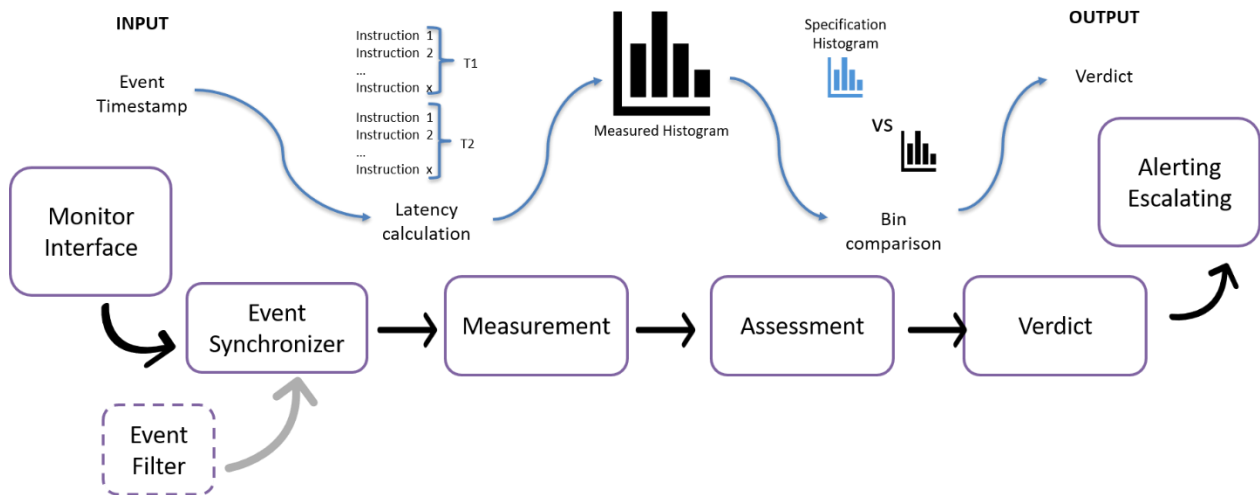 INPUT
Event
Timestamp
Instruction 1
Instruction 2
...
Instruction x
T1
Instruction 1
Instruction 2
...
Instruction x
T2
Latency
calculation
Measured Histogram
Specification
Histogram
VS
Bin
comparison
OUTPUT
Verdict
Monitor
Interface
Event
Synchronizer
Event
Filter
Measurement
Assessment
Verdict
Alerting
Escalating